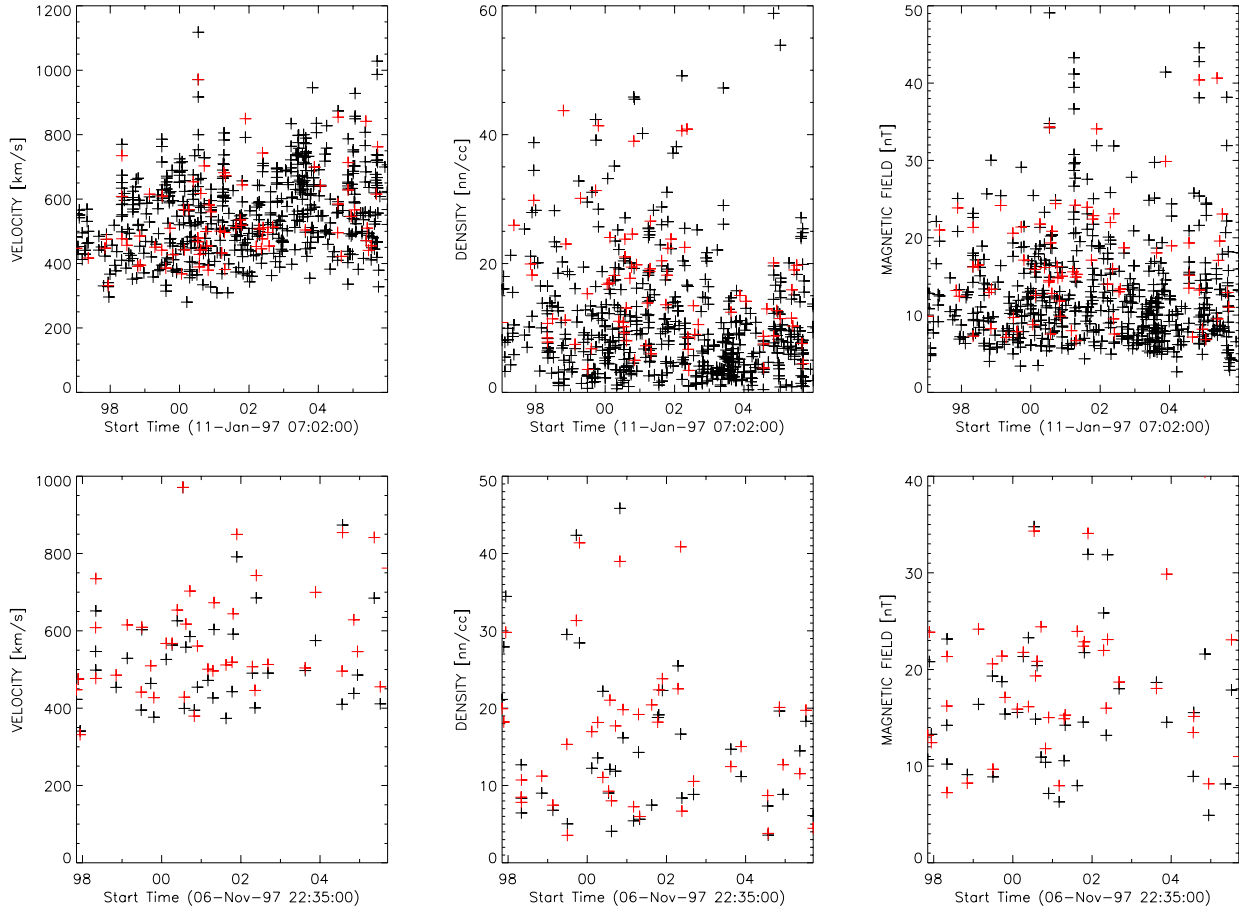 1200
1000
800
600
400
200
0
VELOCITY [km/s]
98 00 02 04
Start Time (11-Jan-97 07:02:00)
60
40
20
0
DENSITY [nn/cc]
98 00 02 04
Start Time (11-Jan-97 07:02:00)
50
40
30
20
10
0
MAGNETIC FIELD [nT]
98 00 02 04
Start Time (11-Jan-97 07:02:00)
1000
800
600
400
200
0
VELOCITY [km/s]
98 00 02 04
Start Time (06-Nov-97 22:35:00)
50
40
30
20
10
0
DENSITY [nn/cc]
98 00 02 04
Start Time (06-Nov-97 22:35:00)
40
30
20
10
0
MAGNETIC FIELD [nT]
98 00 02 04
Start Time (06-Nov-97 22:35:00)